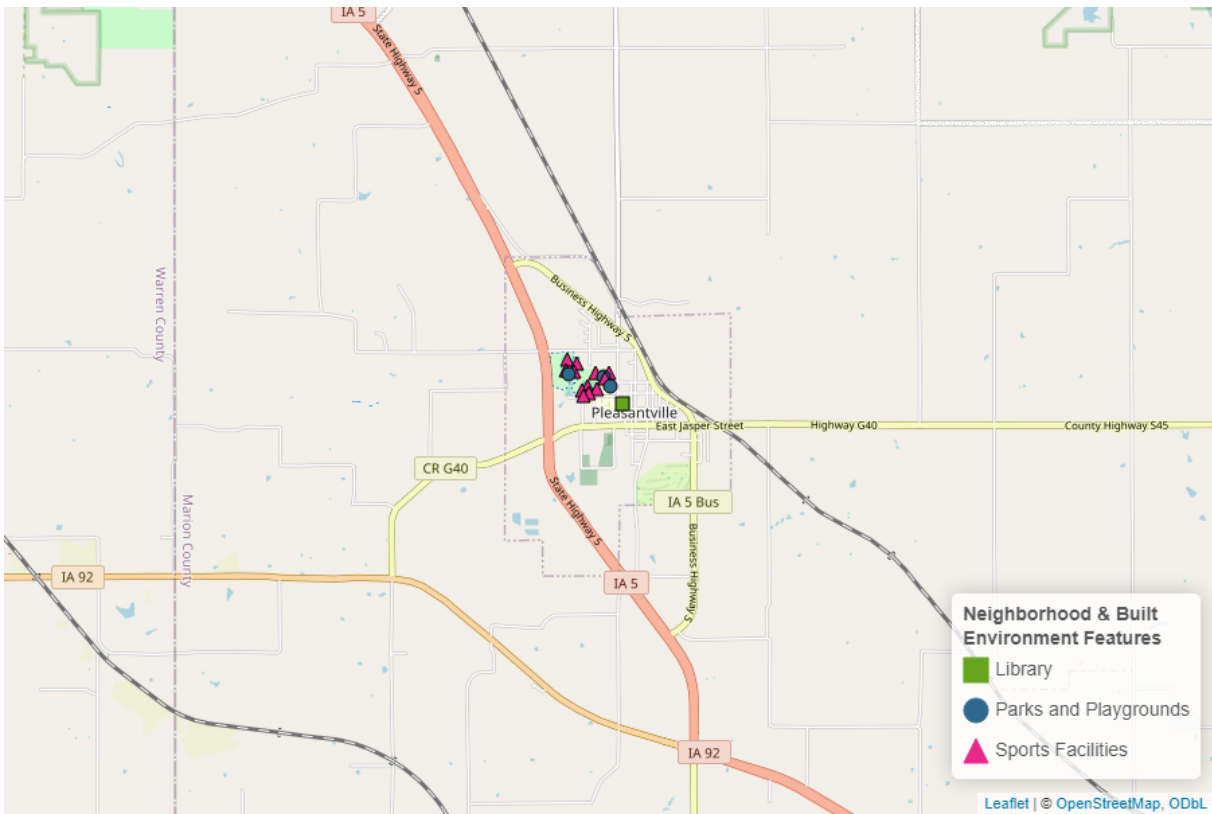 IA 5
State Highway 5
Warren County
Business Highway 5
Pleasantville
East Jasper Street
Highway G40
County Highway S45
CR G40
IA 5 Bus
State Highway 5
Business Highway 5
Marion County
IA 92
IA 5
IA 92
Neighborhood & Built
Environment Features
Library
Parks and Playgrounds
Sports Facilities
Leaflet | © OpenStreetMap, ODbL